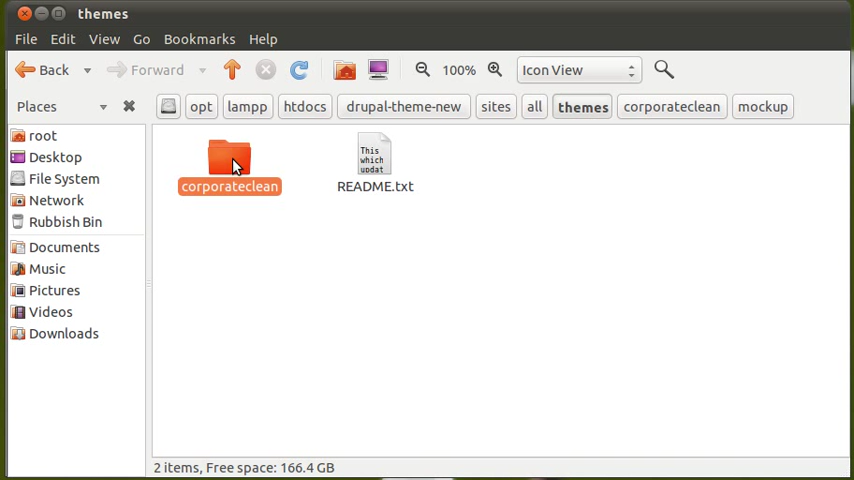 themes
File Edit View Go Bookmarks Help
Back Forward 100% Icon View
Places opt lampp htdocs drupal-theme-new sites all themes corporateclean mockup
root
Desktop
File System
Network
Rubbish Bin
Documents
Music
Pictures
Videos
Downloads
This
which
updat
corporateclean README.txt
2 items, Free space: 166.4 GB